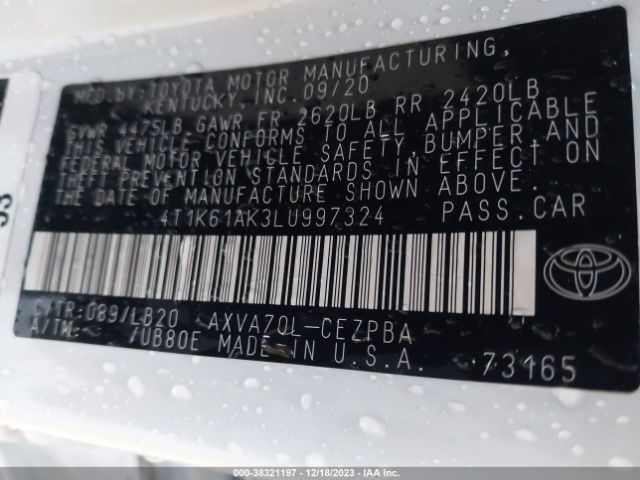 MFD.BY:TOYOTA MOTOR MANUFACTURING,
KENTUCKY,INC.09/20
GVWR 4475LB GAWR FR 2620LB RR 2420LB
THIS VEHICLE CONFORMS TO ALL APPLICABLE
FEDERAL MOTOR VEHICLE SAFETY,BUMPER,AND
THEFT PREVENTION STANDARDS IN EFFECT ON
THE DATE OF MANUFACTURE SHOWN ABOVE.
4T1K61AK3LU997324 PASS.CAR
C/TR:089/LB20 AXVA70L-CEZPBA
A/TM: /UB80E MADE-IN U.S.A.
73165
AXXON-38321197 - 12/18/2023 - IAA Inc.